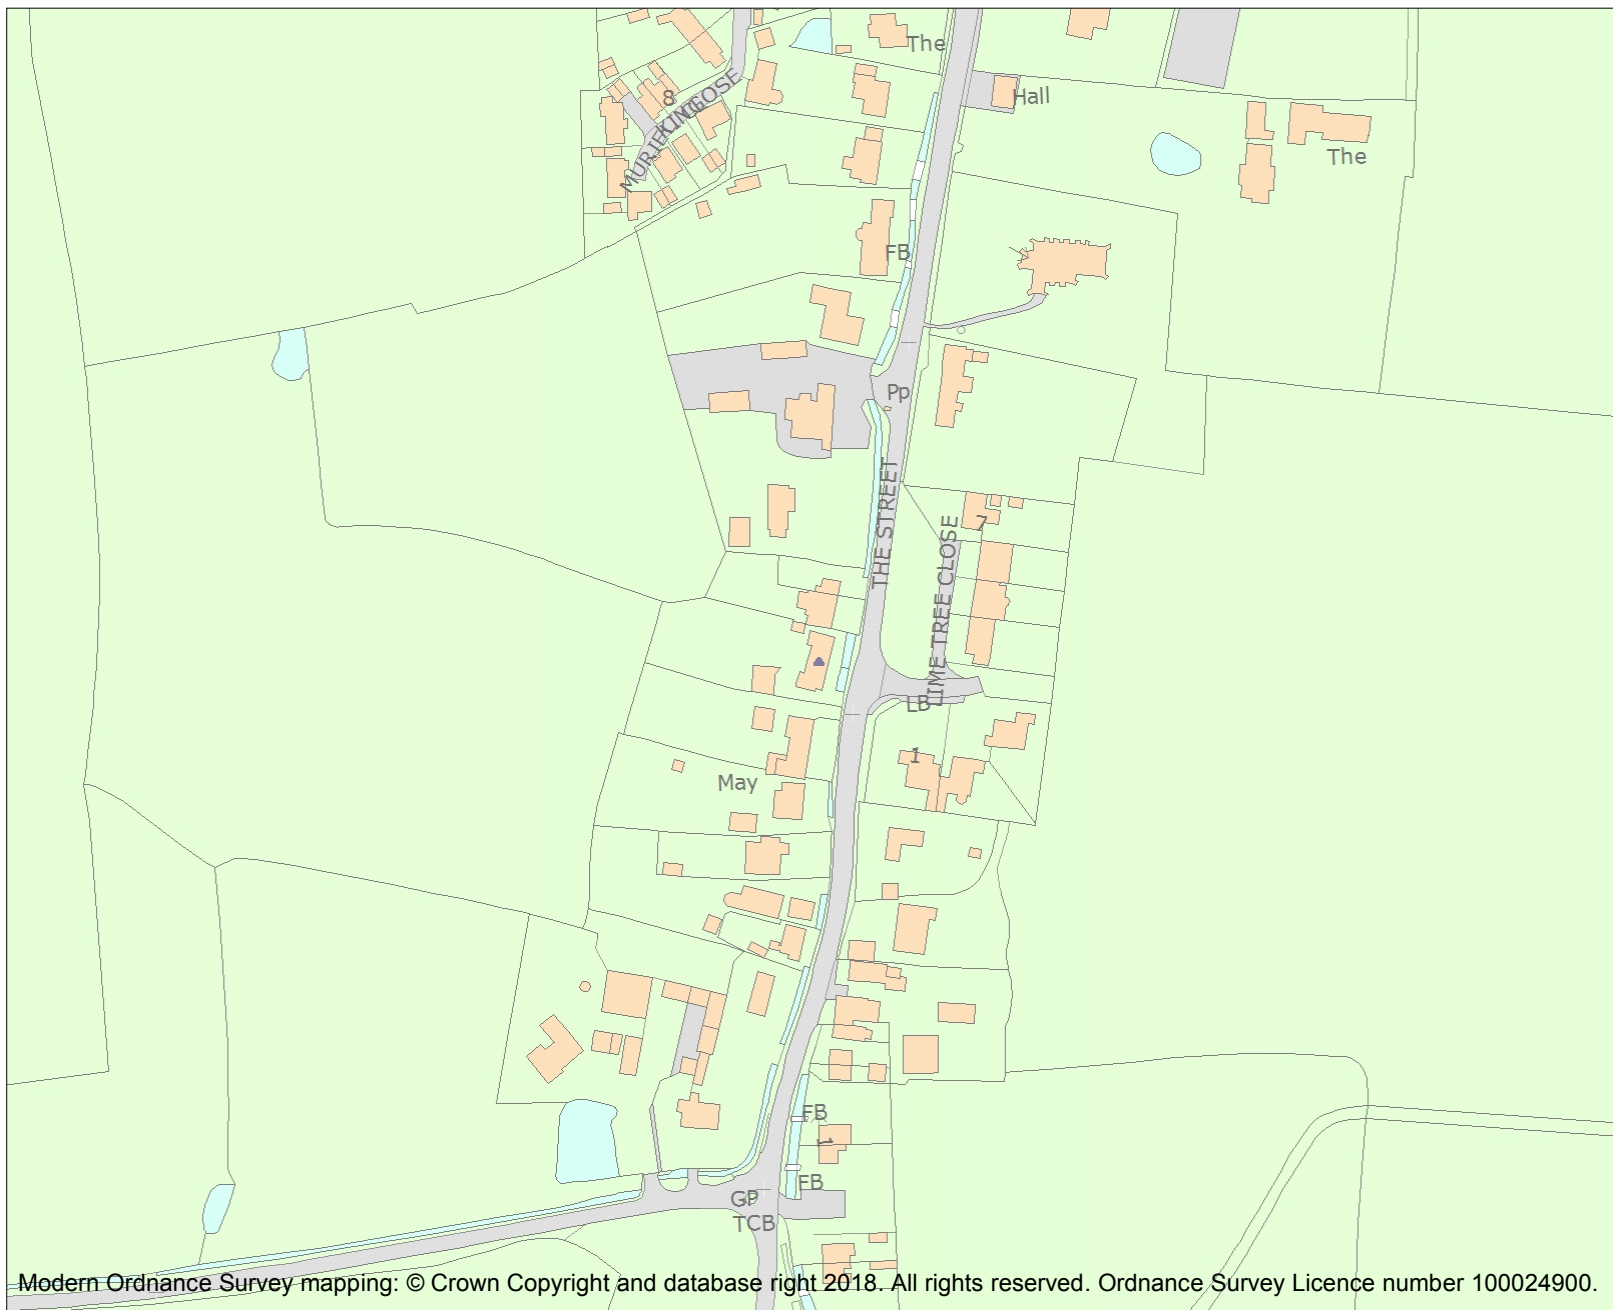 The
Hall
8
The
FB
Pp
THE STREET
7
LIME TREE CLOSE
LB
1
May
FB
1
FB
GP
TCB
Modern Ordnance Survey mapping: © Crown Copyright and database right 2018. All rights reserved. Ordnance Survey Licence number 100024900.